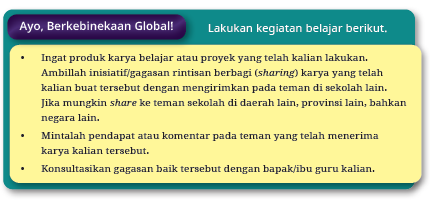 Ayo, Berkebinekaan Global! Lakukan kegiatan belajar berikut.
• Ingat produk karya belajar atau proyek yang telah kalian lakukan.
Ambillah inisiatif/gagasan rintisan berbagi (sharing) karya yang telah
kalian buat tersebut dengan mengirimkan pada teman di sekolah lain.
Jika mungkin share ke teman sekolah di daerah lain, provinsi lain, bahkan
negara lain.
• Mintalah pendapat atau komentar pada teman yang telah menerima
karya kalian tersebut.
• Konsultasikan gagasan baik tersebut dengan bapak/ibu guru kalian.